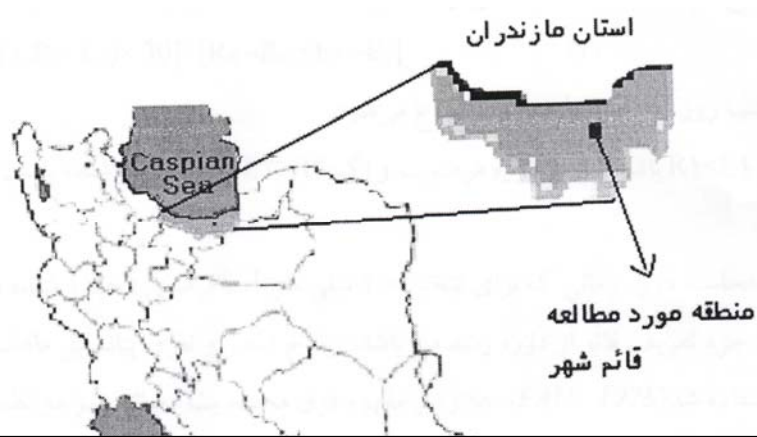 استان مازندران
Caspian
Sea
منطقه مورد مطالعه
قائم شهر